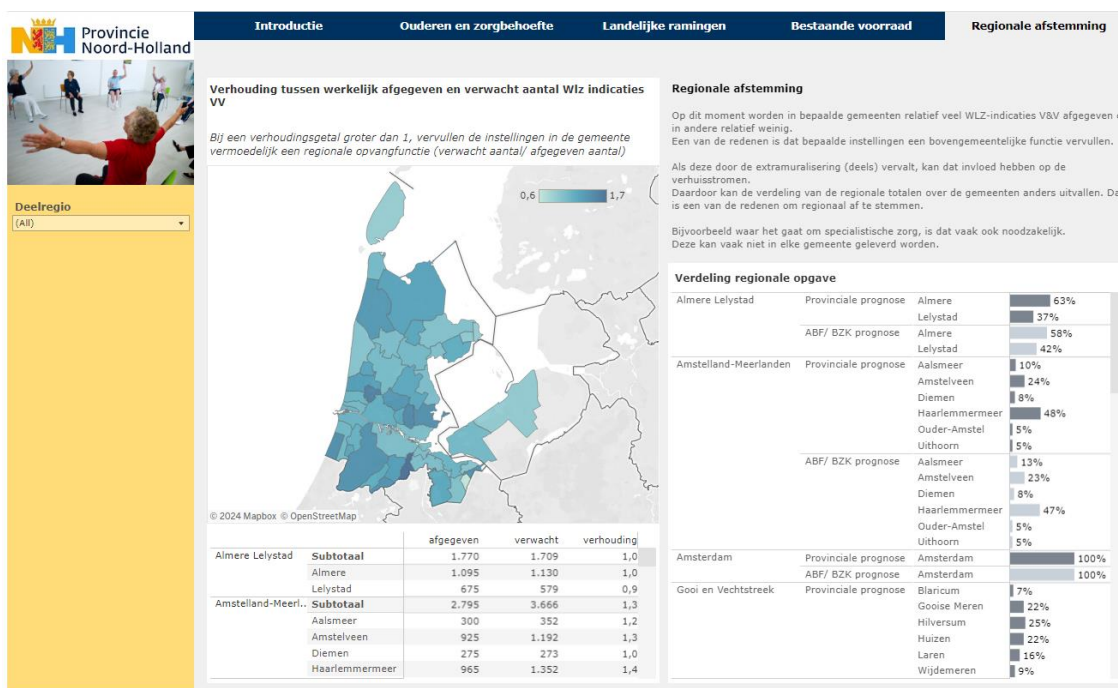 Provincie
Noord-Holland
Introductie
Ouderen en zorgbehoefte
Landelijke ramingen
Bestaande voorraad
Regionale afstemming
Deelregio
(All)
Verhouding tussen werkelijk afgegeven en verwacht aantal Wlz indicaties
VV
Bij een verhoudingsgetal groter dan 1, vervullen de instellingen in de gemeente
vermoedelijk een regionale opvangfunctie (verwacht aantal/ afgegeven aantal)
0,6 1,7
© 2024 Mapbox © OpenStreetMap
afgegeven verwacht verhouding
Almere Lelystad Subtotaal 1.770 1.709 1,0
Almere 1.095 1.130 1,0
Lelystad 675 579 0,9
Amstelland-Meerl.. Subtotaal 2.795 3.666 1,3
Aalsmeer 300 352 1,2
Amstelveen 925 1.192 1,3
Diemen 275 273 1,0
Haarlemmermeer 965 1.352 1,4
Regionale afstemming
Op dit moment worden in bepaalde gemeenten relatief veel WLZ-indicaties V&V afgegeven
in andere relatief weinig.
Een van de redenen is dat bepaalde instellingen een bovengemeentelijke functie vervullen.
Als deze door de extramuralisering (deels) vervalt, kan dat invloed hebben op de
verhuisstromen.
Daardoor kan de verdeling van de regionale totalen over de gemeenten anders uitvallen. Da
is een van de redenen om regionaal af te stemmen.
Bijvoorbeeld waar het gaat om specialistische zorg, is dat vaak ook noodzakelijk.
Deze kan vaak niet in elke gemeente geleverd worden.
Verdeling regionale opgave
Almere Lelystad Provinciale prognose Almere 63%
Lelystad 37%
ABF/ BZK prognose Almere 58%
Lelystad 42%
Amstelland-Meerlanden Provinciale prognose Aalsmeer 10%
Amstelveen 24%
Diemen 8%
Haarlemmermeer 48%
Ouder-Amstel 5%
Uithoorn 5%
ABF/ BZK prognose Aalsmeer 13%
Amstelveen 23%
Diemen 8%
Haarlemmermeer 47%
Ouder-Amstel 5%
Uithoorn 5%
Amsterdam Provinciale prognose Amsterdam 100%
ABF/ BZK prognose Amsterdam 100%
Gooi en Vechtstreek Provinciale prognose Blaricum 7%
Gooise Meren 22%
Hilversum 25%
Huizen 22%
Laren 16%
Wijdemeren 9%